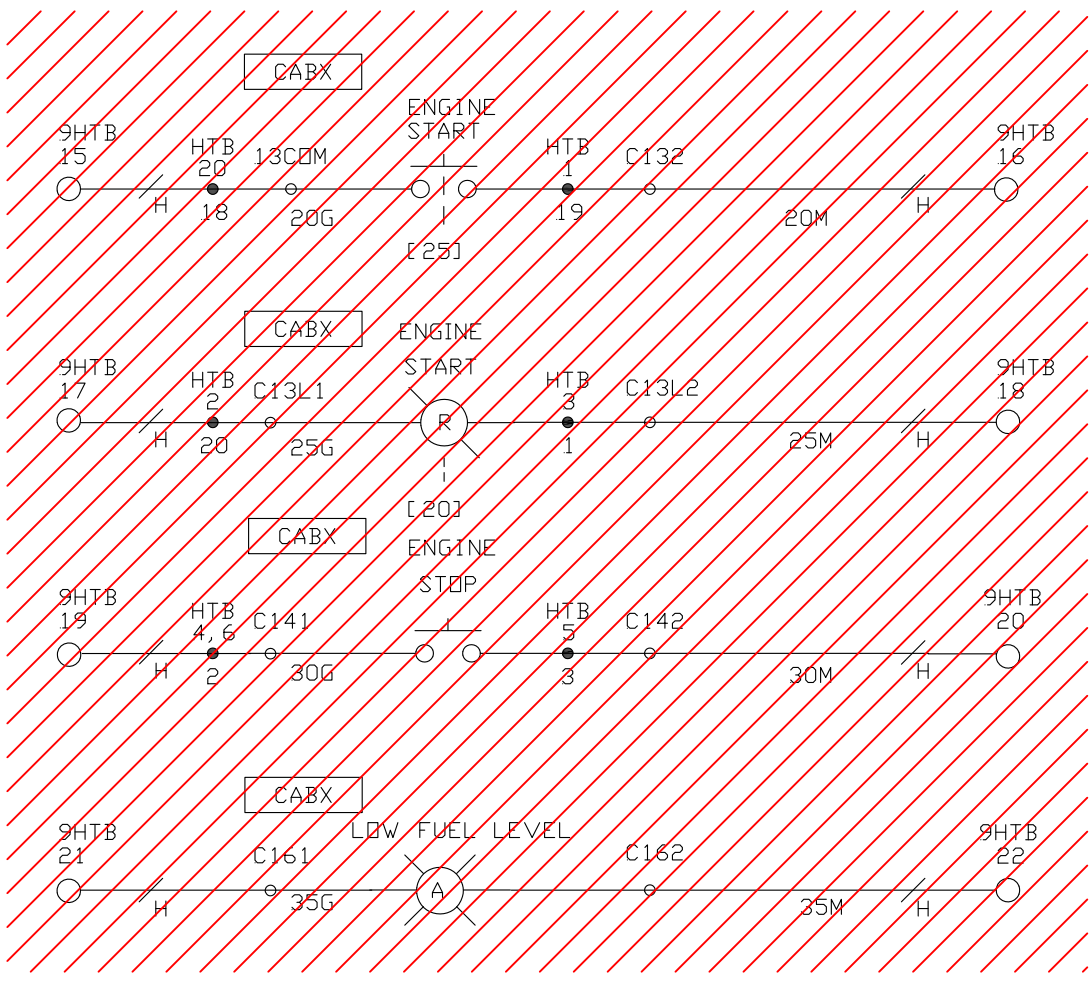 CABX
ENGINE
START
9HTB
15
HTB
20
13COM
HTB
1
C132
9HTB
16
H
18
20G
19
20M
H
[25]
CABX
ENGINE
START
9HTB
17
HTB
2
C13L1
HTB
3
C13L2
9HTB
18
R
H
20
25G
1
25M
H
[20]
CABX
ENGINE
STOP
9HTB
19
HTB
4,6
C141
HTB
5
C142
9HTB
20
H
2
30G
3
30M
H
CABX
LOW FUEL LEVEL
9HTB
21
C161
C162
9HTB
22
A
H
35G
35M
H